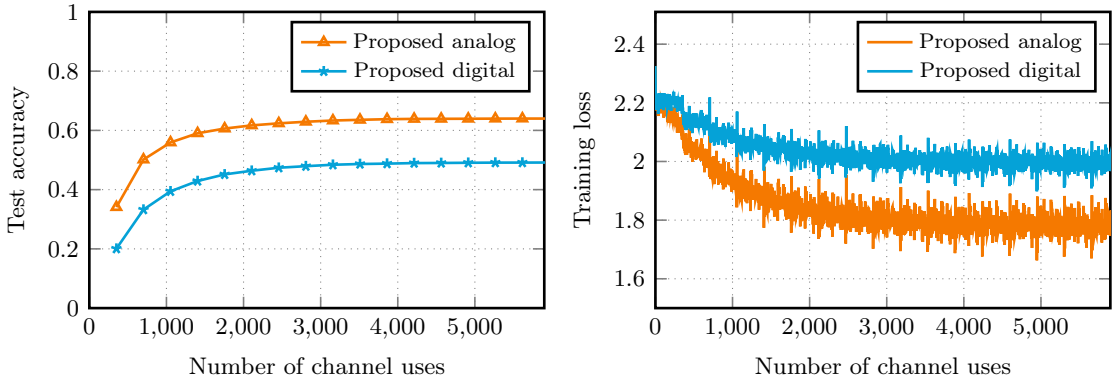 1
0.8
0.6
0.4
0.2
0
0
1,000
2,000
3,000
4,000
5,000
Test accuracy
Number of channel uses
Proposed analog
Proposed digital
2.4
2.2
2
1.8
1.6
0
1,000
2,000
3,000
4,000
5,000
Training loss
Number of channel uses
Proposed analog
Proposed digital